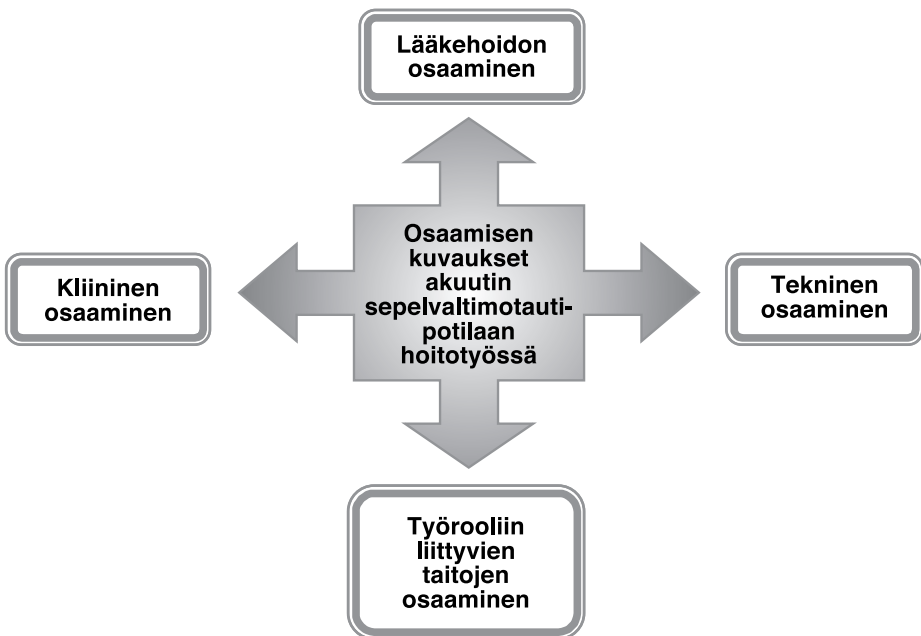 Lääkehoidon
osaaminen
Kliininen
osaaminen
Osaamisen
kuvaukset
akuutin
sepelvaltimotauti-
potilaan
hoitotyössä
Tekninen
osaaminen
Työrooliin
liittyvien
taitojen
osaaminen